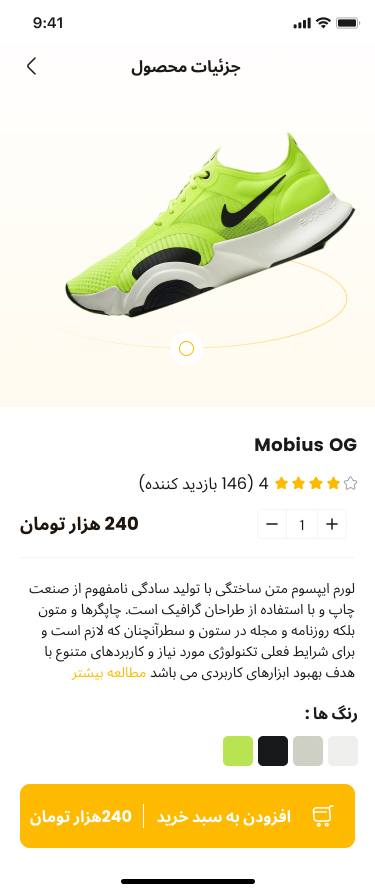 9:41
جزئیات محصول
Mobius OG
4 (146 بازدید کننده)
240 هزار تومان
1
لورم ایپسوم متن ساختگی با تولید سادگی نامفهوم از صنعت
چاپ و با استفاده از طراحان گرافیک است. چاپگرها و متون
بلکه روزنامه و مجله در ستون و سطرآنچنان که لازم است و
برای شرایط فعلی تکنولوژی مورد نیاز و کاربردهای متنوع با
هدف بهبود ابزارهای کاربردی می باشد مطالعه بیشتر
رنگ ها :
افزودن به سبد خرید
240هزار تومان